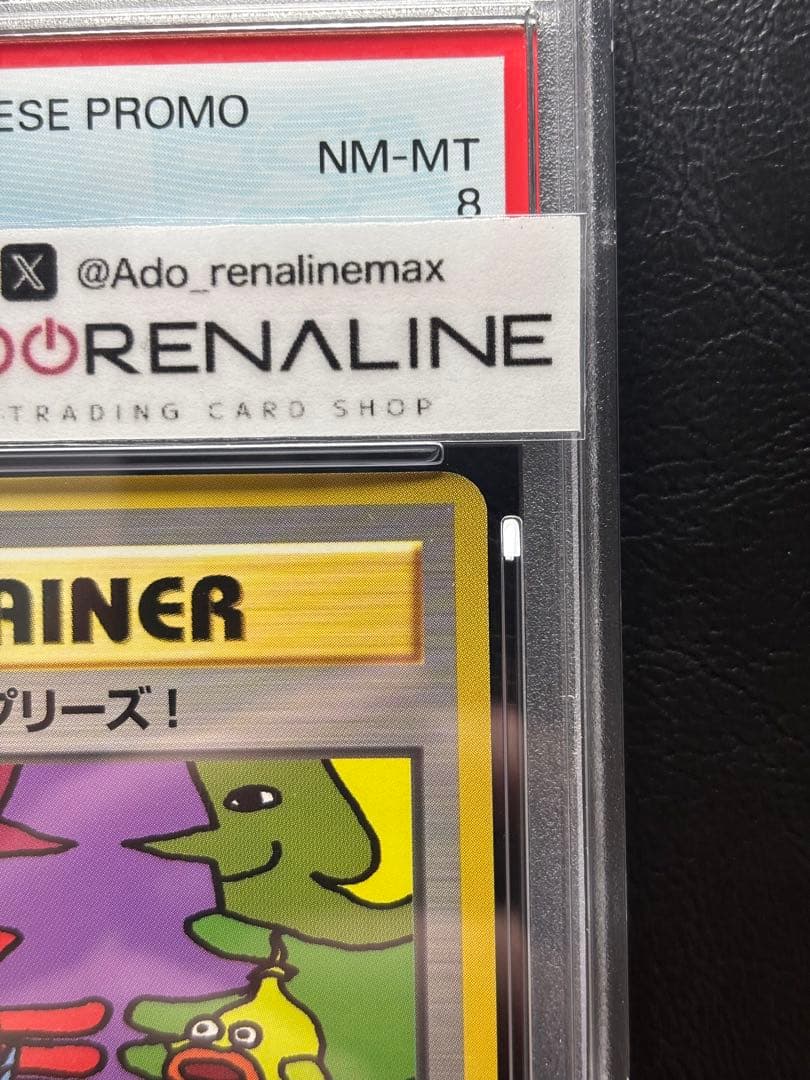 ESE PROMO
NM-MT
8
X @Ado_renalinemax
RENALINE
TRADING CARD SHOP
AINER
プリーズ!